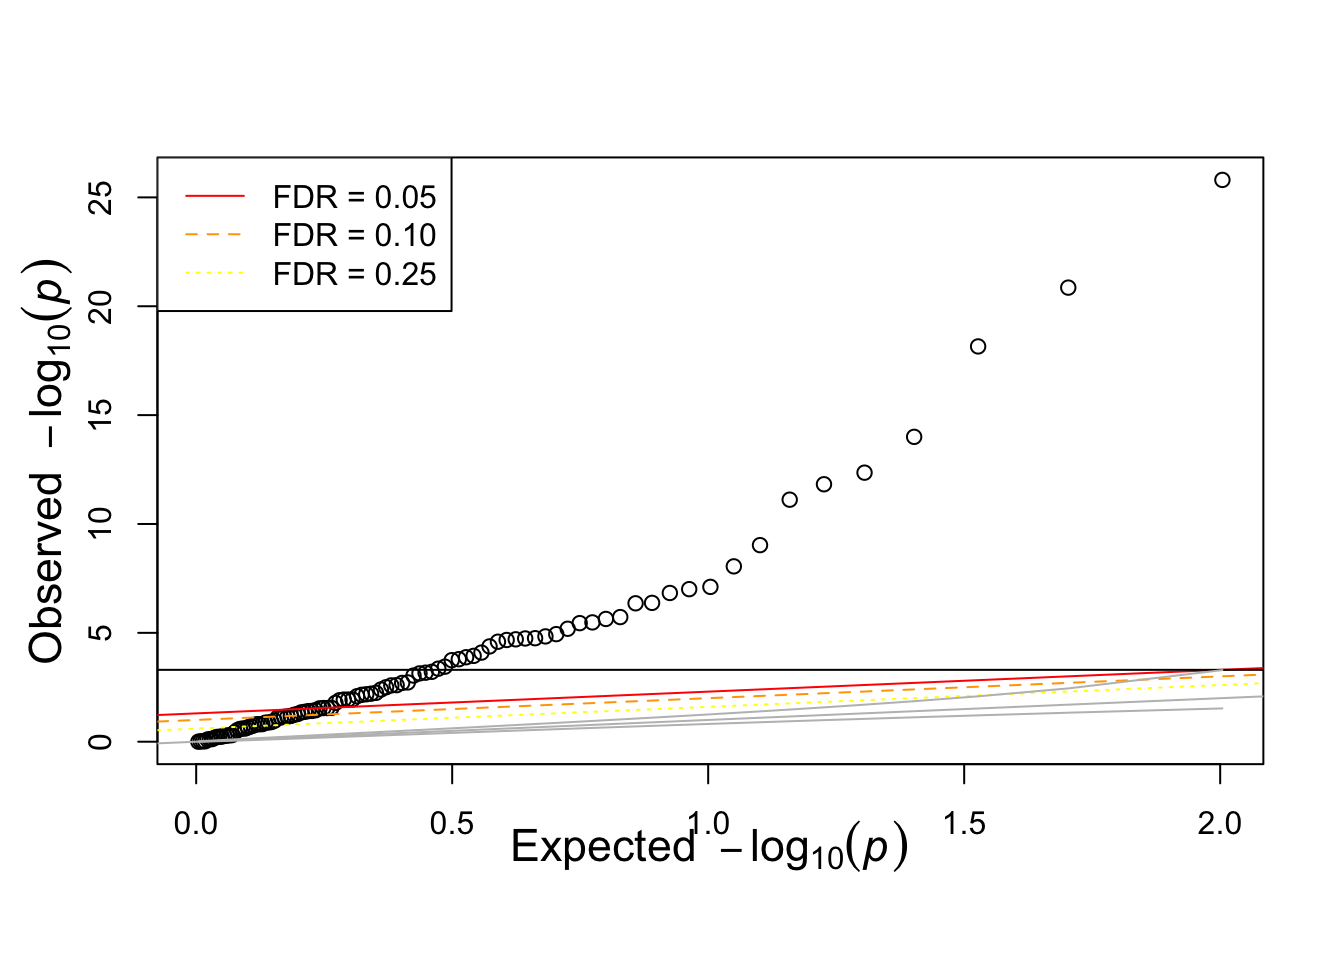 FDR = 0.05
FDR = 0.10
FDR = 0.25
25
20
15
10
5
0
Observed −log10(p)
0.0 0.5 1.0 1.5 2.0
Expected −log10(p)